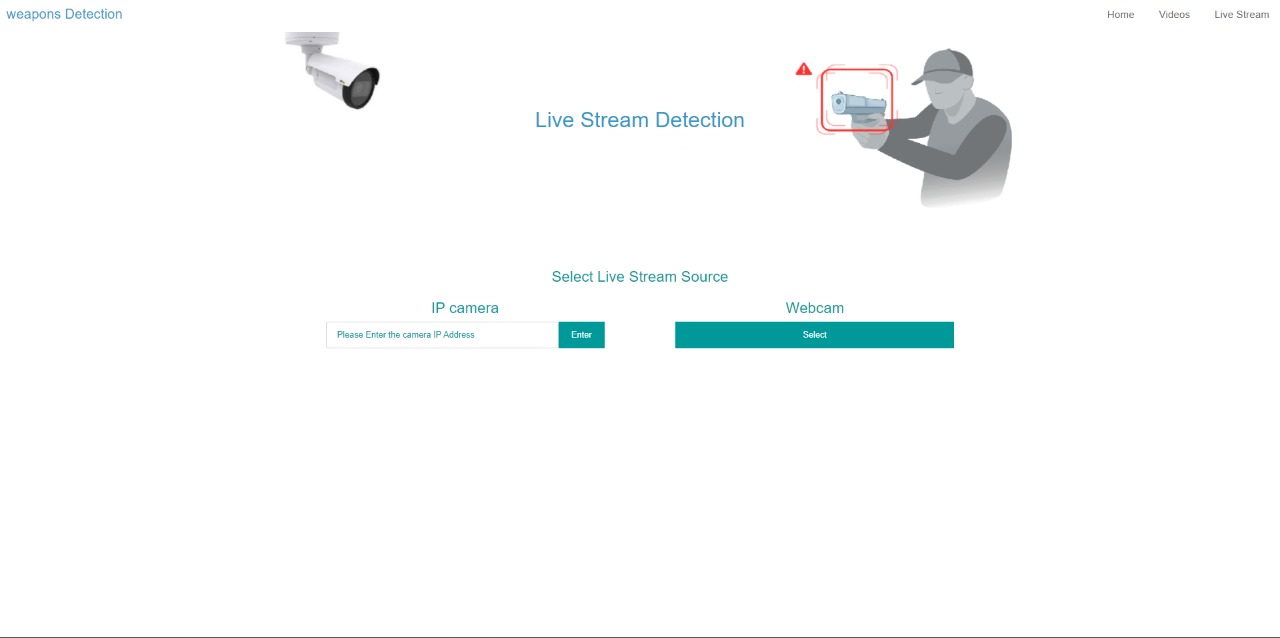 weapons Detection
Home
Videos
Live Stream
Live Stream Detection
Select Live Stream Source
IP camera
Webcam
Please Enter the camera IP Address
Enter
Select